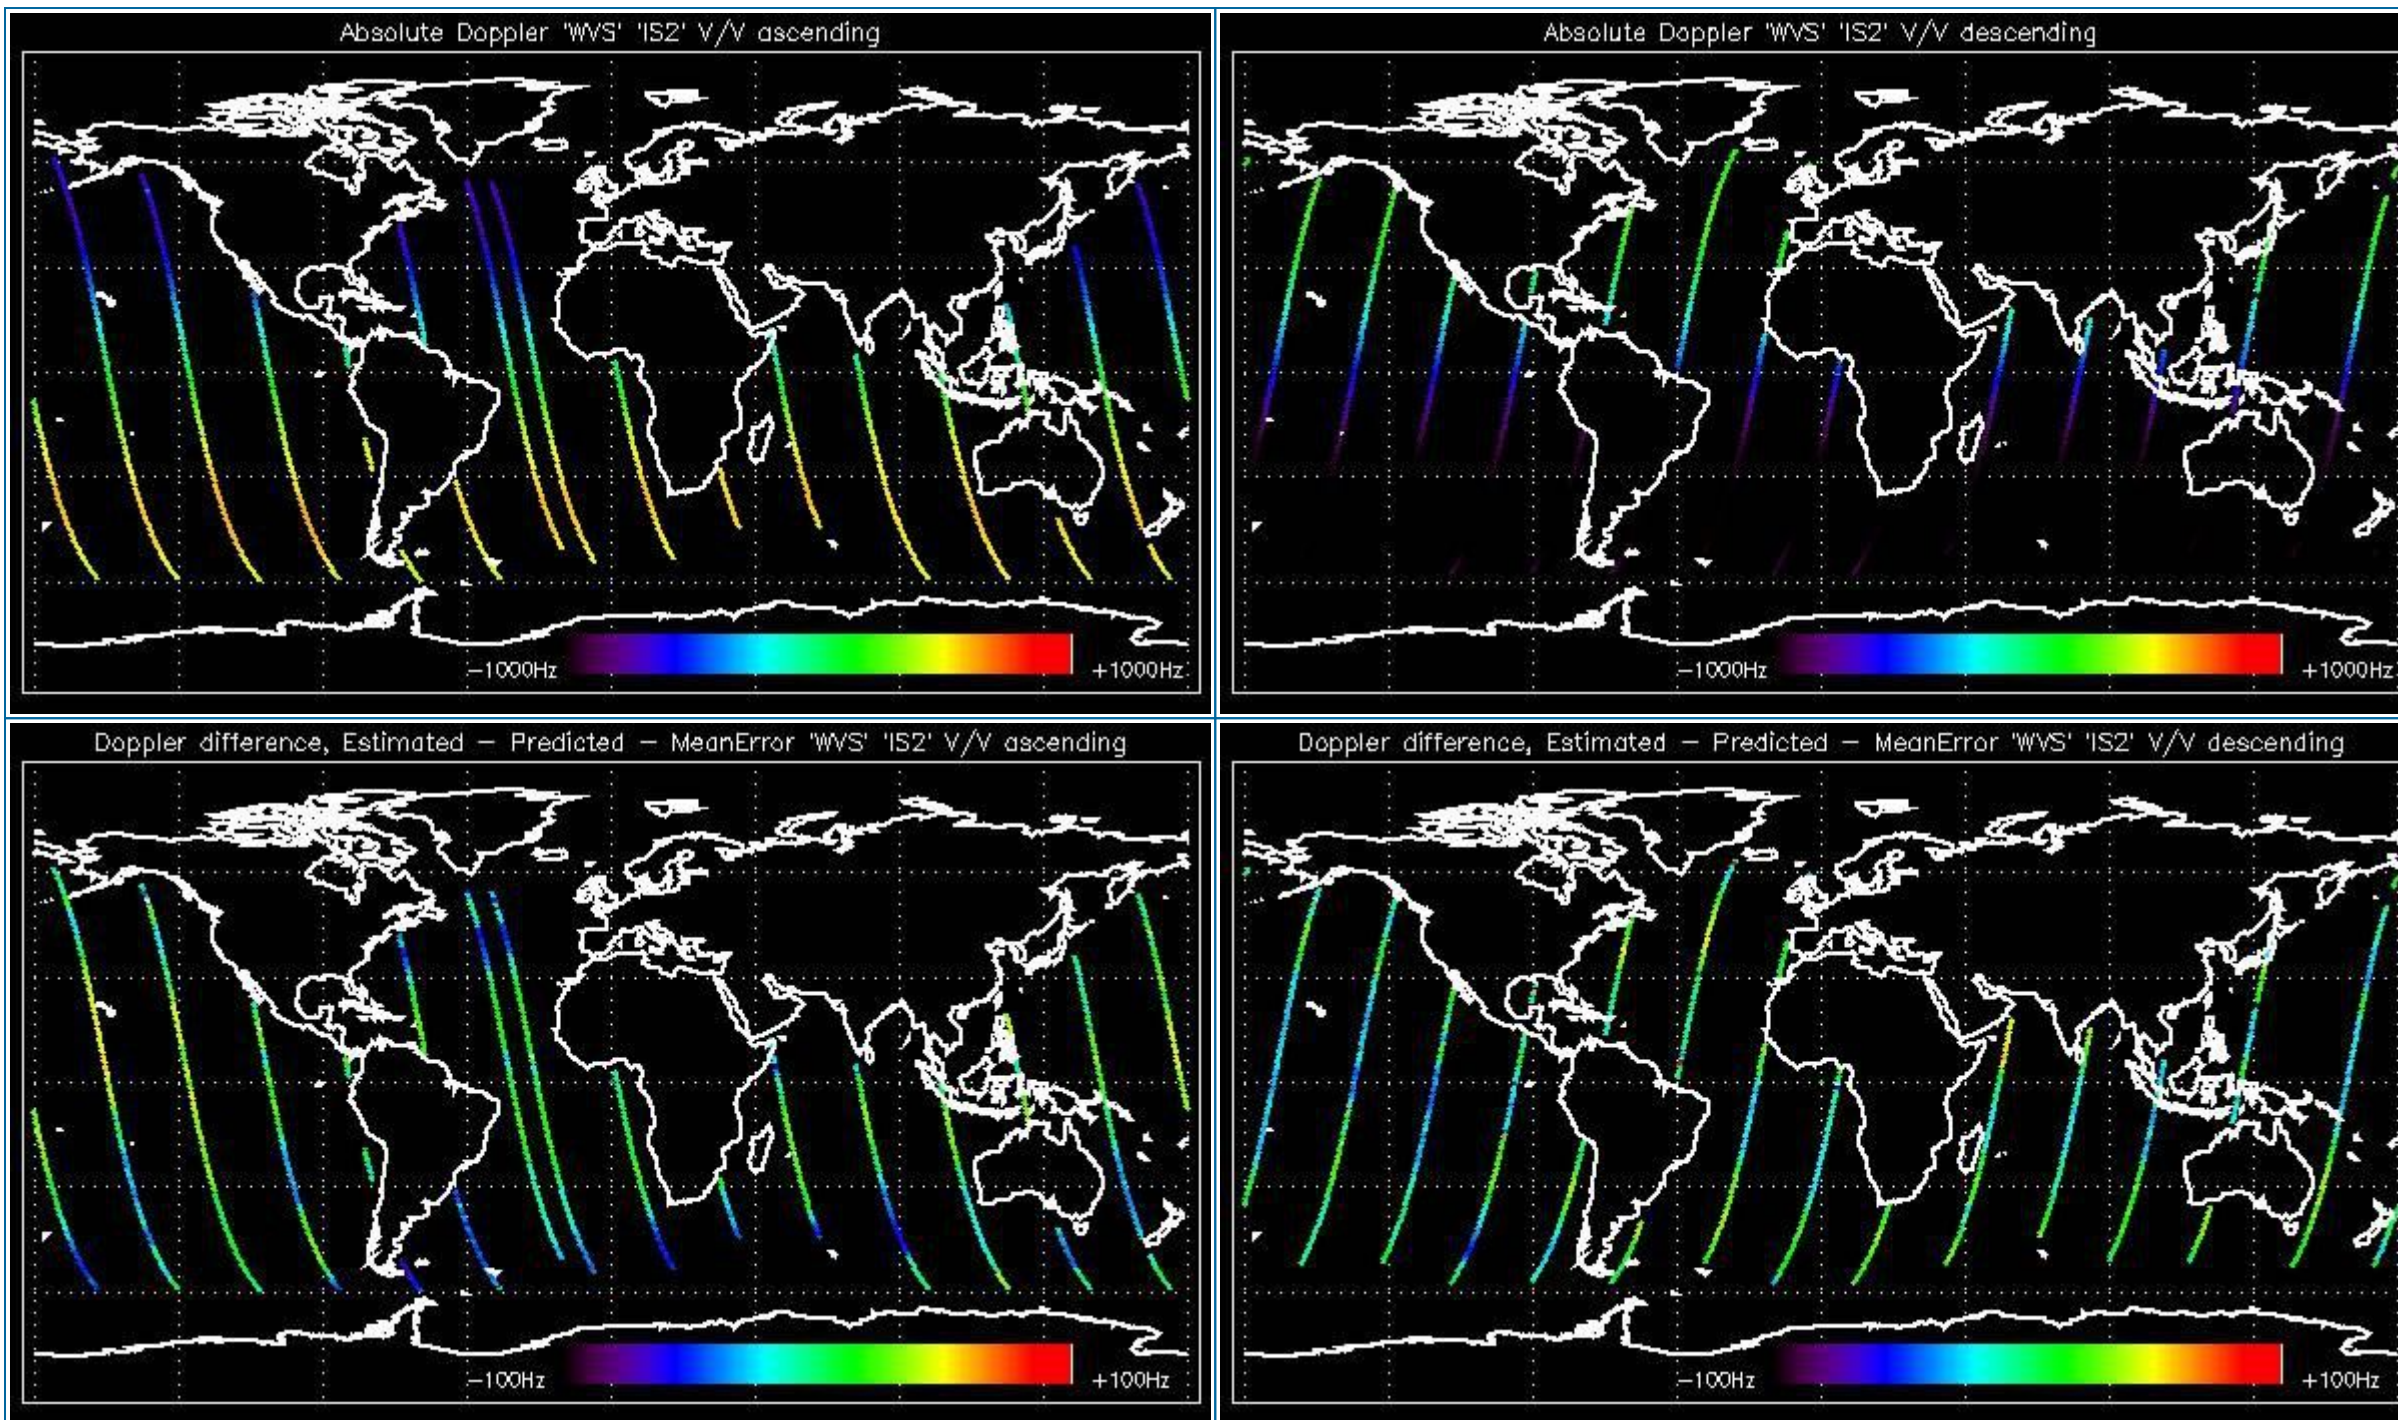 Absolute Doppler 'WVS' 'IS2' V/V ascending
-1000Hz +1000Hz
Absolute Doppler 'WVS' 'IS2' V/V descending
-1000Hz +1000Hz
Doppler difference, Estimated - Predicted - MeanError 'WVS' 'IS2' V/V ascending
-100Hz +100Hz
Doppler difference, Estimated - Predicted - MeanError 'WVS' 'IS2' V/V descending
-100Hz +100Hz